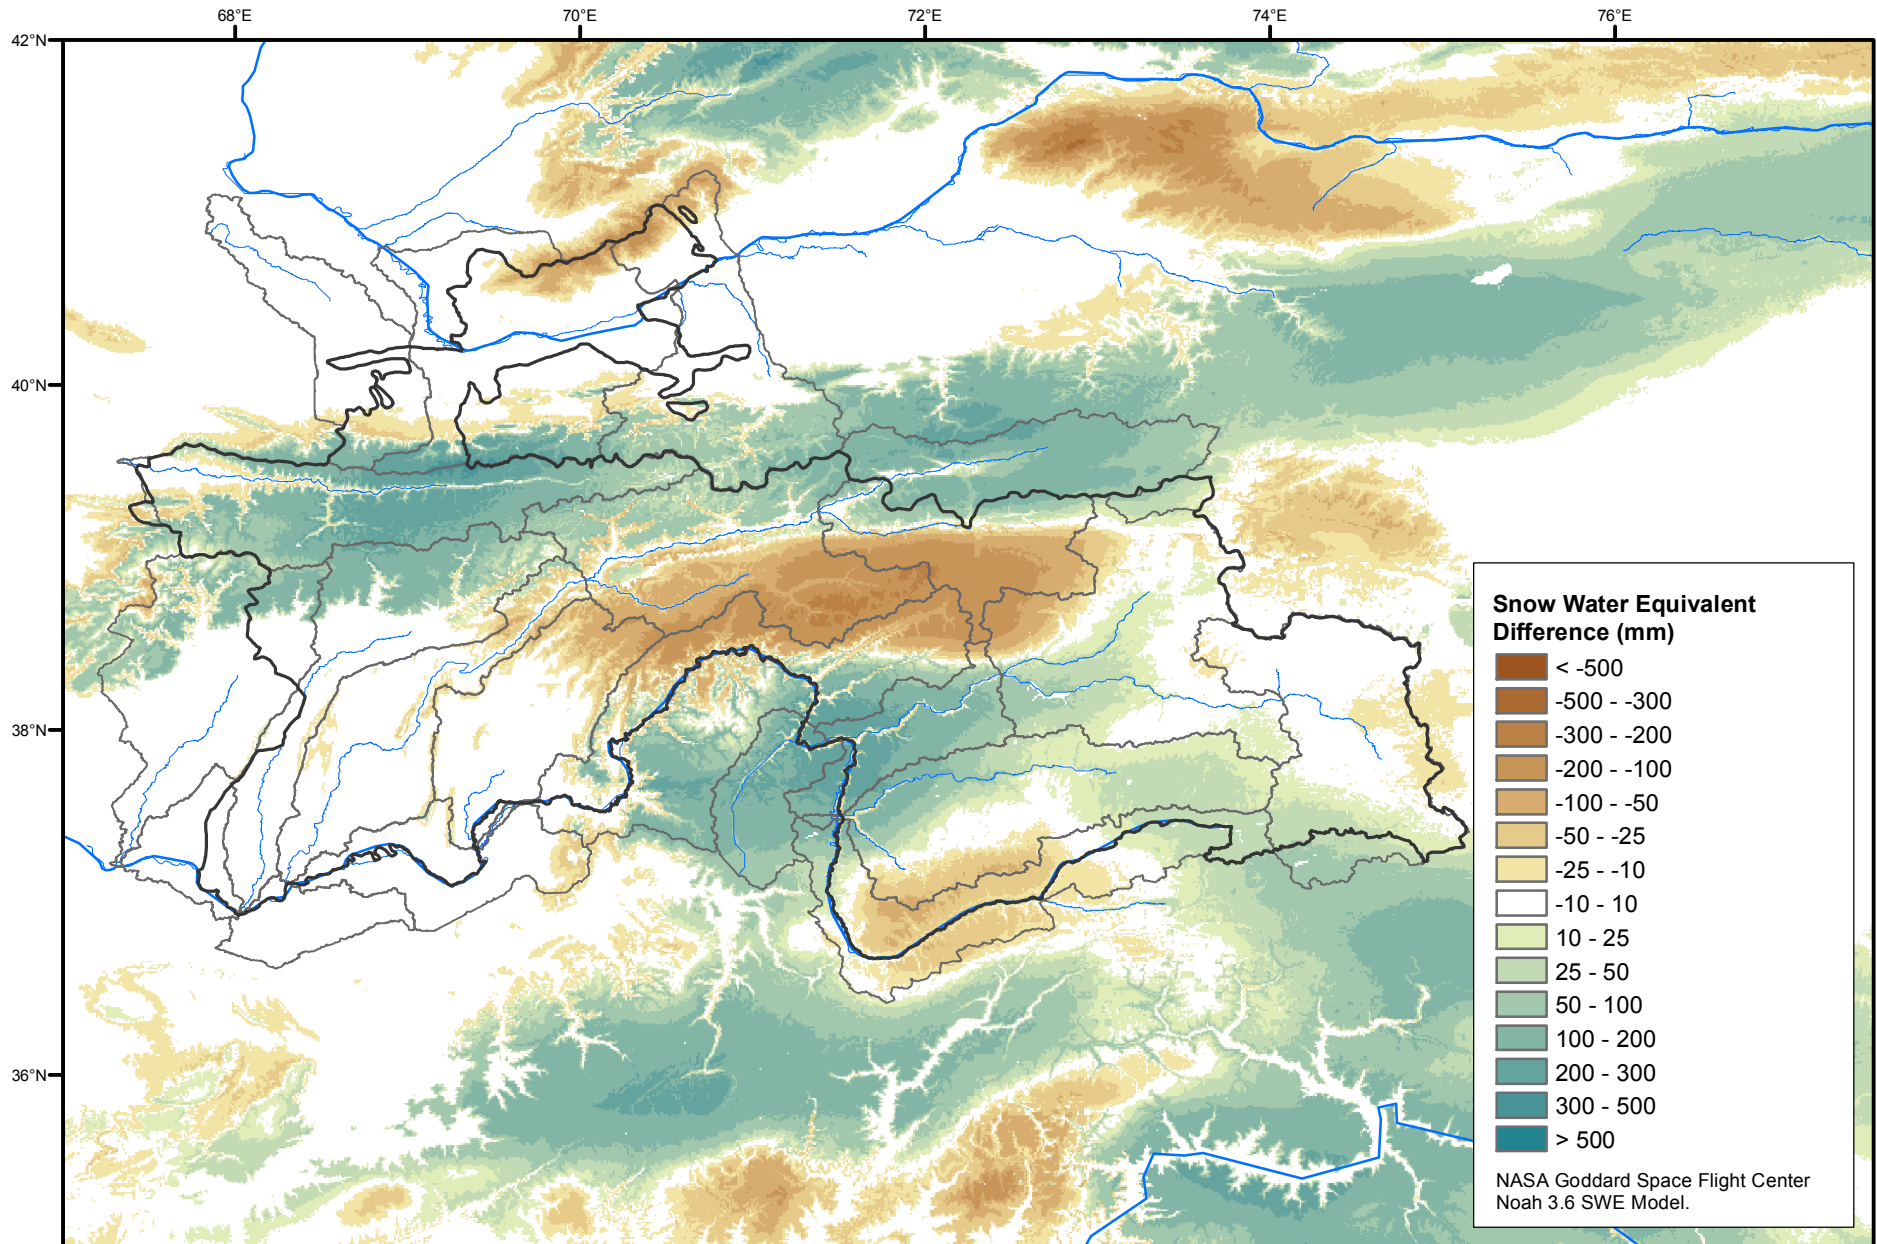 68°E
70°E
72°E
74°E
76°E
42°N
40°N
38°N
36°N
Snow Water Equivalent
Difference (mm)
< -500
-500 - -300
-300 - -200
-200 - -100
-100 - -50
-50 - -25
-25 - -10
-10 - 10
10 - 25
25 - 50
50 - 100
100 - 200
200 - 300
300 - 500
> 500
NASA Goddard Space Flight Center
Noah 3.6 SWE Model.